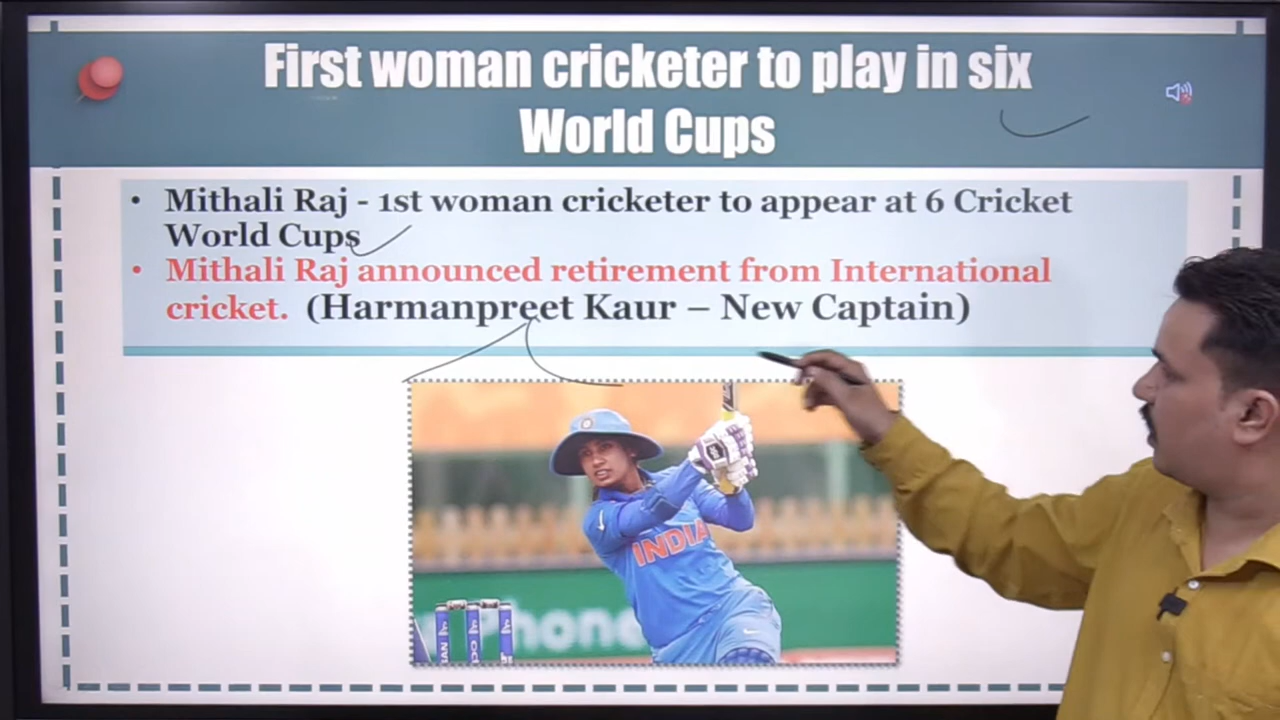 First woman cricketer to play in six
World Cups
• Mithali Raj - 1st woman cricketer to appear at 6 Cricket
World Cups
• Mithali Raj announced retirement from International
cricket. (Harmanpreet Kaur – New Captain)
INDIA
phone